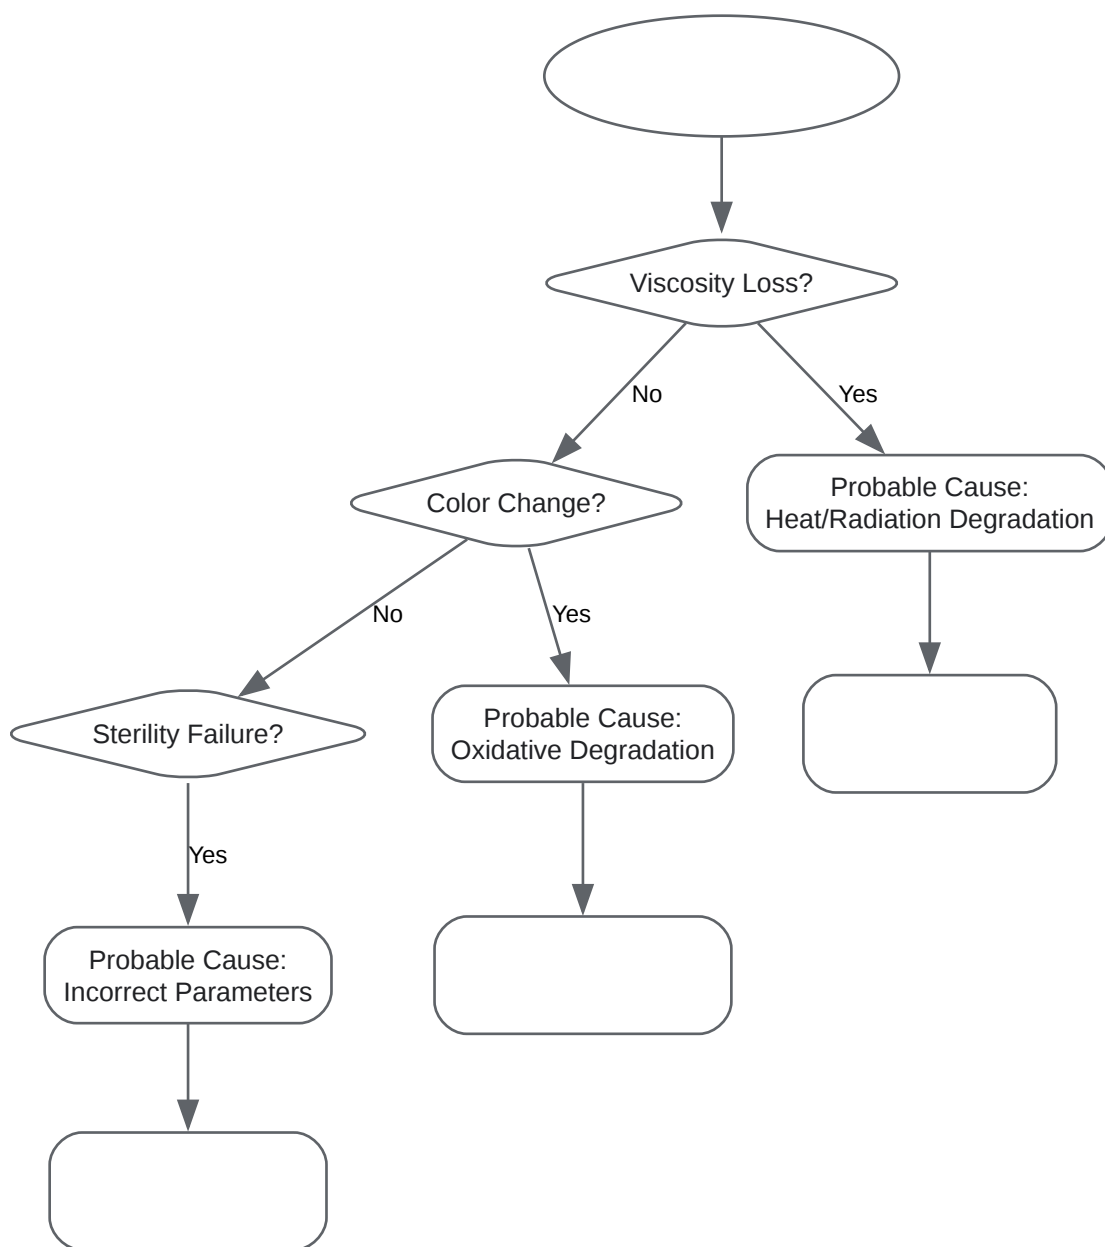 Viscosity Loss?
No
Yes
Color Change?
Probable Cause:
Heat/Radiation Degradation
No
Yes
Sterility Failure?
Probable Cause:
Oxidative Degradation
Yes
Probable Cause:
Incorrect Parameters